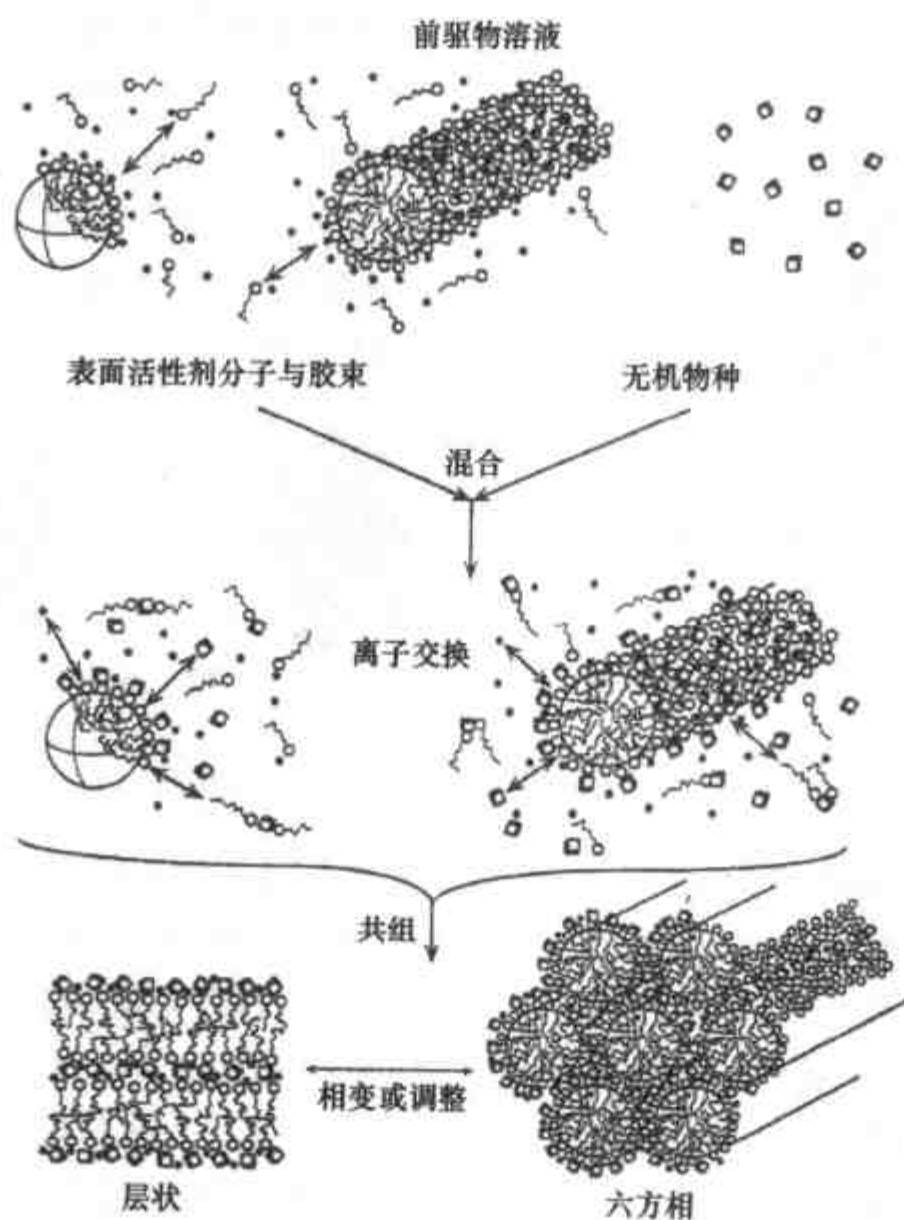 前驱物溶液
表面活性剂分子与胶束
无机物种
混合
离子交换
共组
相变或调整
层状
六方相